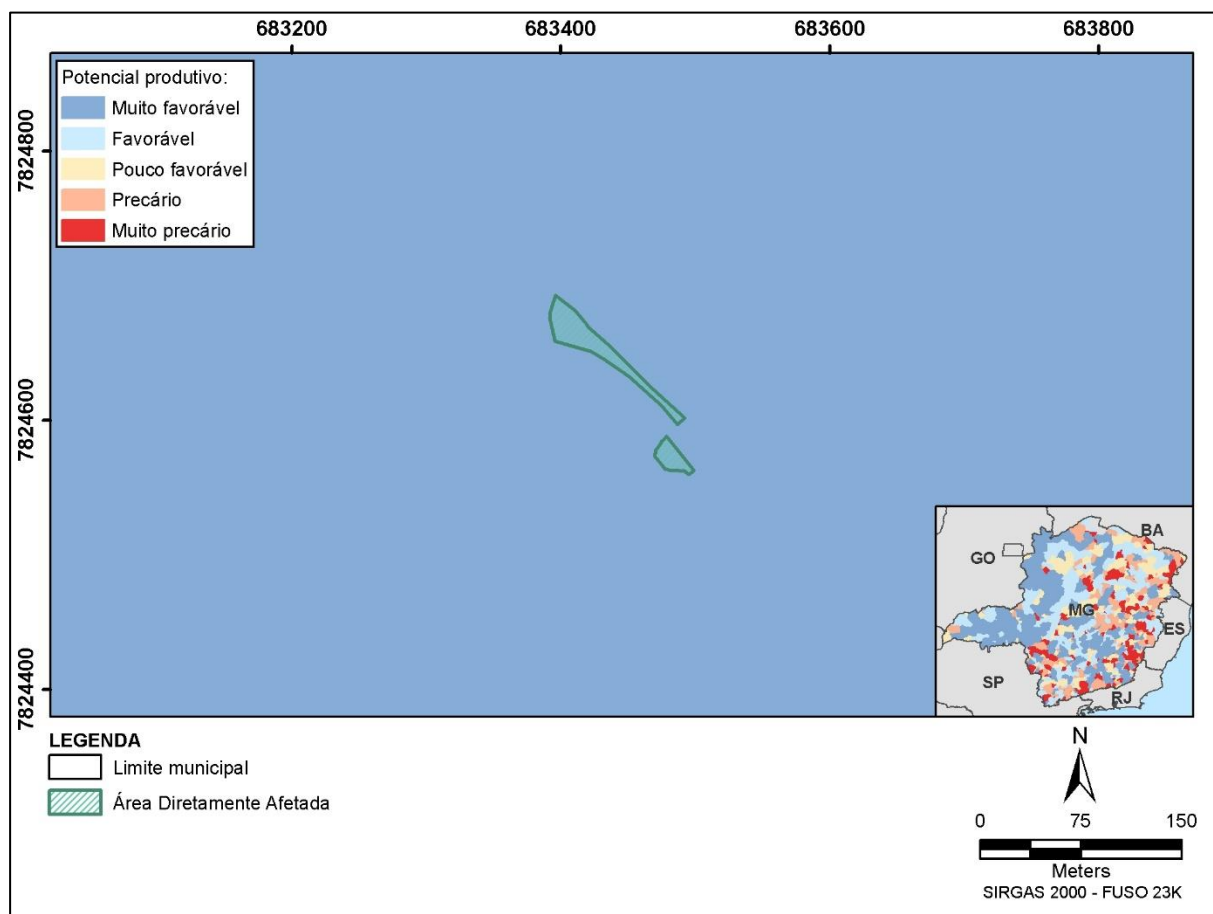 683200 683400 683600 683800
7824800
7824600
7824400
Potencial produtivo:
Muito favorável
Favorável
Pouco favorável
Precário
Muito precário
BA
GO
MG
ES
SP
RJ
LEGENDA
Limite municipal
Área Diretamente Afetada
N
0 75 150
Meters
SIRGAS 2000 - FUSO 23K